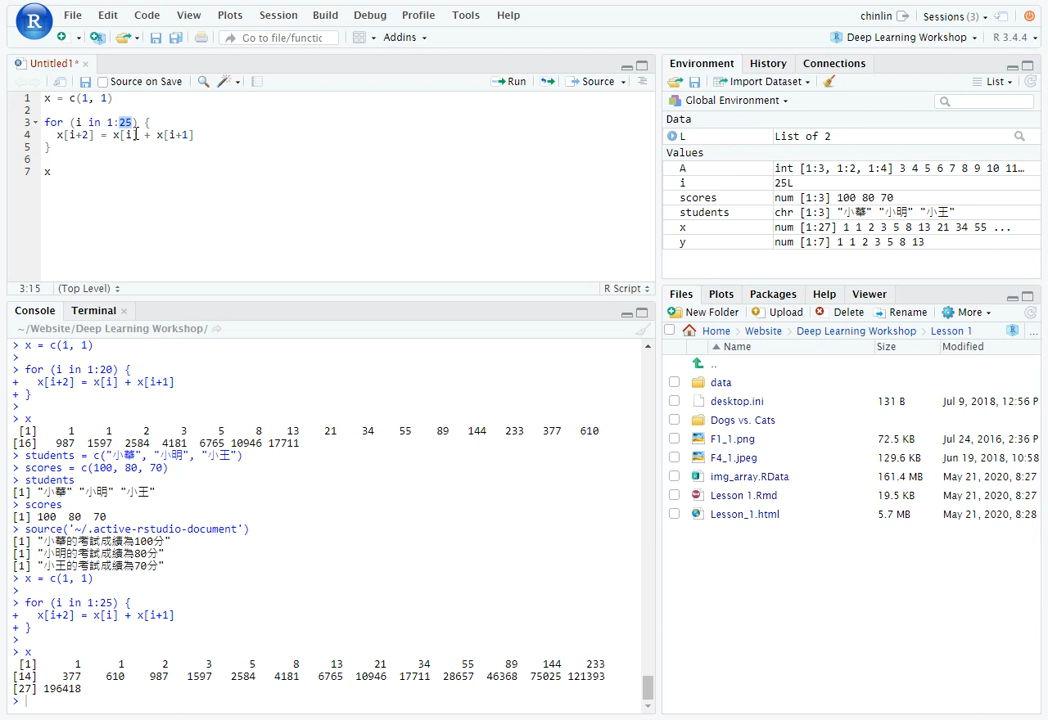 File Edit Code View Plots Session Build Debug Profile Tools Help
chinlin Sessions (3)
Go to file/functic Addins
Deep Learning Workshop R 3.4.4
Untitled1* ×
Source on Save Run Source
1 x = c(1, 1)
2
3 for (i in 1:25) {
4 x[i+2] = x[i] + x[i+1]
5 }
6
7 x
3:15 (Top Level) R Script
Console Terminal ×
~/Website/Deep Learning Workshop/
> x = c(1, 1)
>
> for (i in 1:20) {
+ x[i+2] = x[i] + x[i+1]
+ }
>
> x
[1] 1 1 2 3 5 8 13 21 34 55 89 144 233 377 610
[16] 987 1597 2584 4181 6765 10946 17711
> students = c("小華", "小明", "小王")
> scores = c(100, 80, 70)
> students
[1] "小華" "小明" "小王"
> scores
[1] 100 80 70
> source('~/.active-rstudio-document')
[1] "小華的考試成績為100分"
[1] "小明的考試成績為80分"
[1] "小王的考試成績為70分"
> x = c(1, 1)
>
> for (i in 1:25) {
+ x[i+2] = x[i] + x[i+1]
+ }
>
> x
[1] 1 1 2 3 5 8 13 21 34 55 89 144 233
[14] 377 610 987 1597 2584 4181 6765 10946 17711 28657 46368 75025 121393
[27] 196418
>
Environment History Connections
Import Dataset List
Global Environment
Data
L List of 2
Values
A int [1:3, 1:2, 1:4] 3 4 5 6 7 8 9 10 11…
i 25L
scores num [1:3] 100 80 70
students chr [1:3] "小華" "小明" "小王"
x num [1:27] 1 1 2 3 5 8 13 21 34 55 ...
y num [1:7] 1 1 2 3 5 8 13
Files Plots Packages Help Viewer
New Folder Upload Delete Rename More
Home Website Deep Learning Workshop Lesson 1 ...
Name Size Modified
..
data
desktop.ini 131 B Jul 9, 2018, 12:56 P
Dogs vs. Cats
F1_1.png 72.5 KB Jul 24, 2016, 2:36 P
F4_1.jpeg 129.6 KB Jun 19, 2018, 10:58
img_array.RData 161.4 MB May 21, 2020, 8:27
Lesson 1.Rmd 19.5 KB May 21, 2020, 8:27
Lesson_1.html 5.7 MB May 21, 2020, 8:28